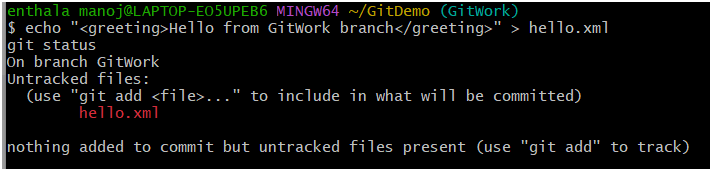 enthala manoj@LAPTOP-EO5UPEB6 MINGW64 ~/GitDemo (GitWork)
$ echo "<greeting>Hello from GitWork branch</greeting>" > hello.xml
git status
On branch GitWork
Untracked files:
  (use "git add <file>..." to include in what will be committed)
        hello.xml

nothing added to commit but untracked files present (use "git add" to track)